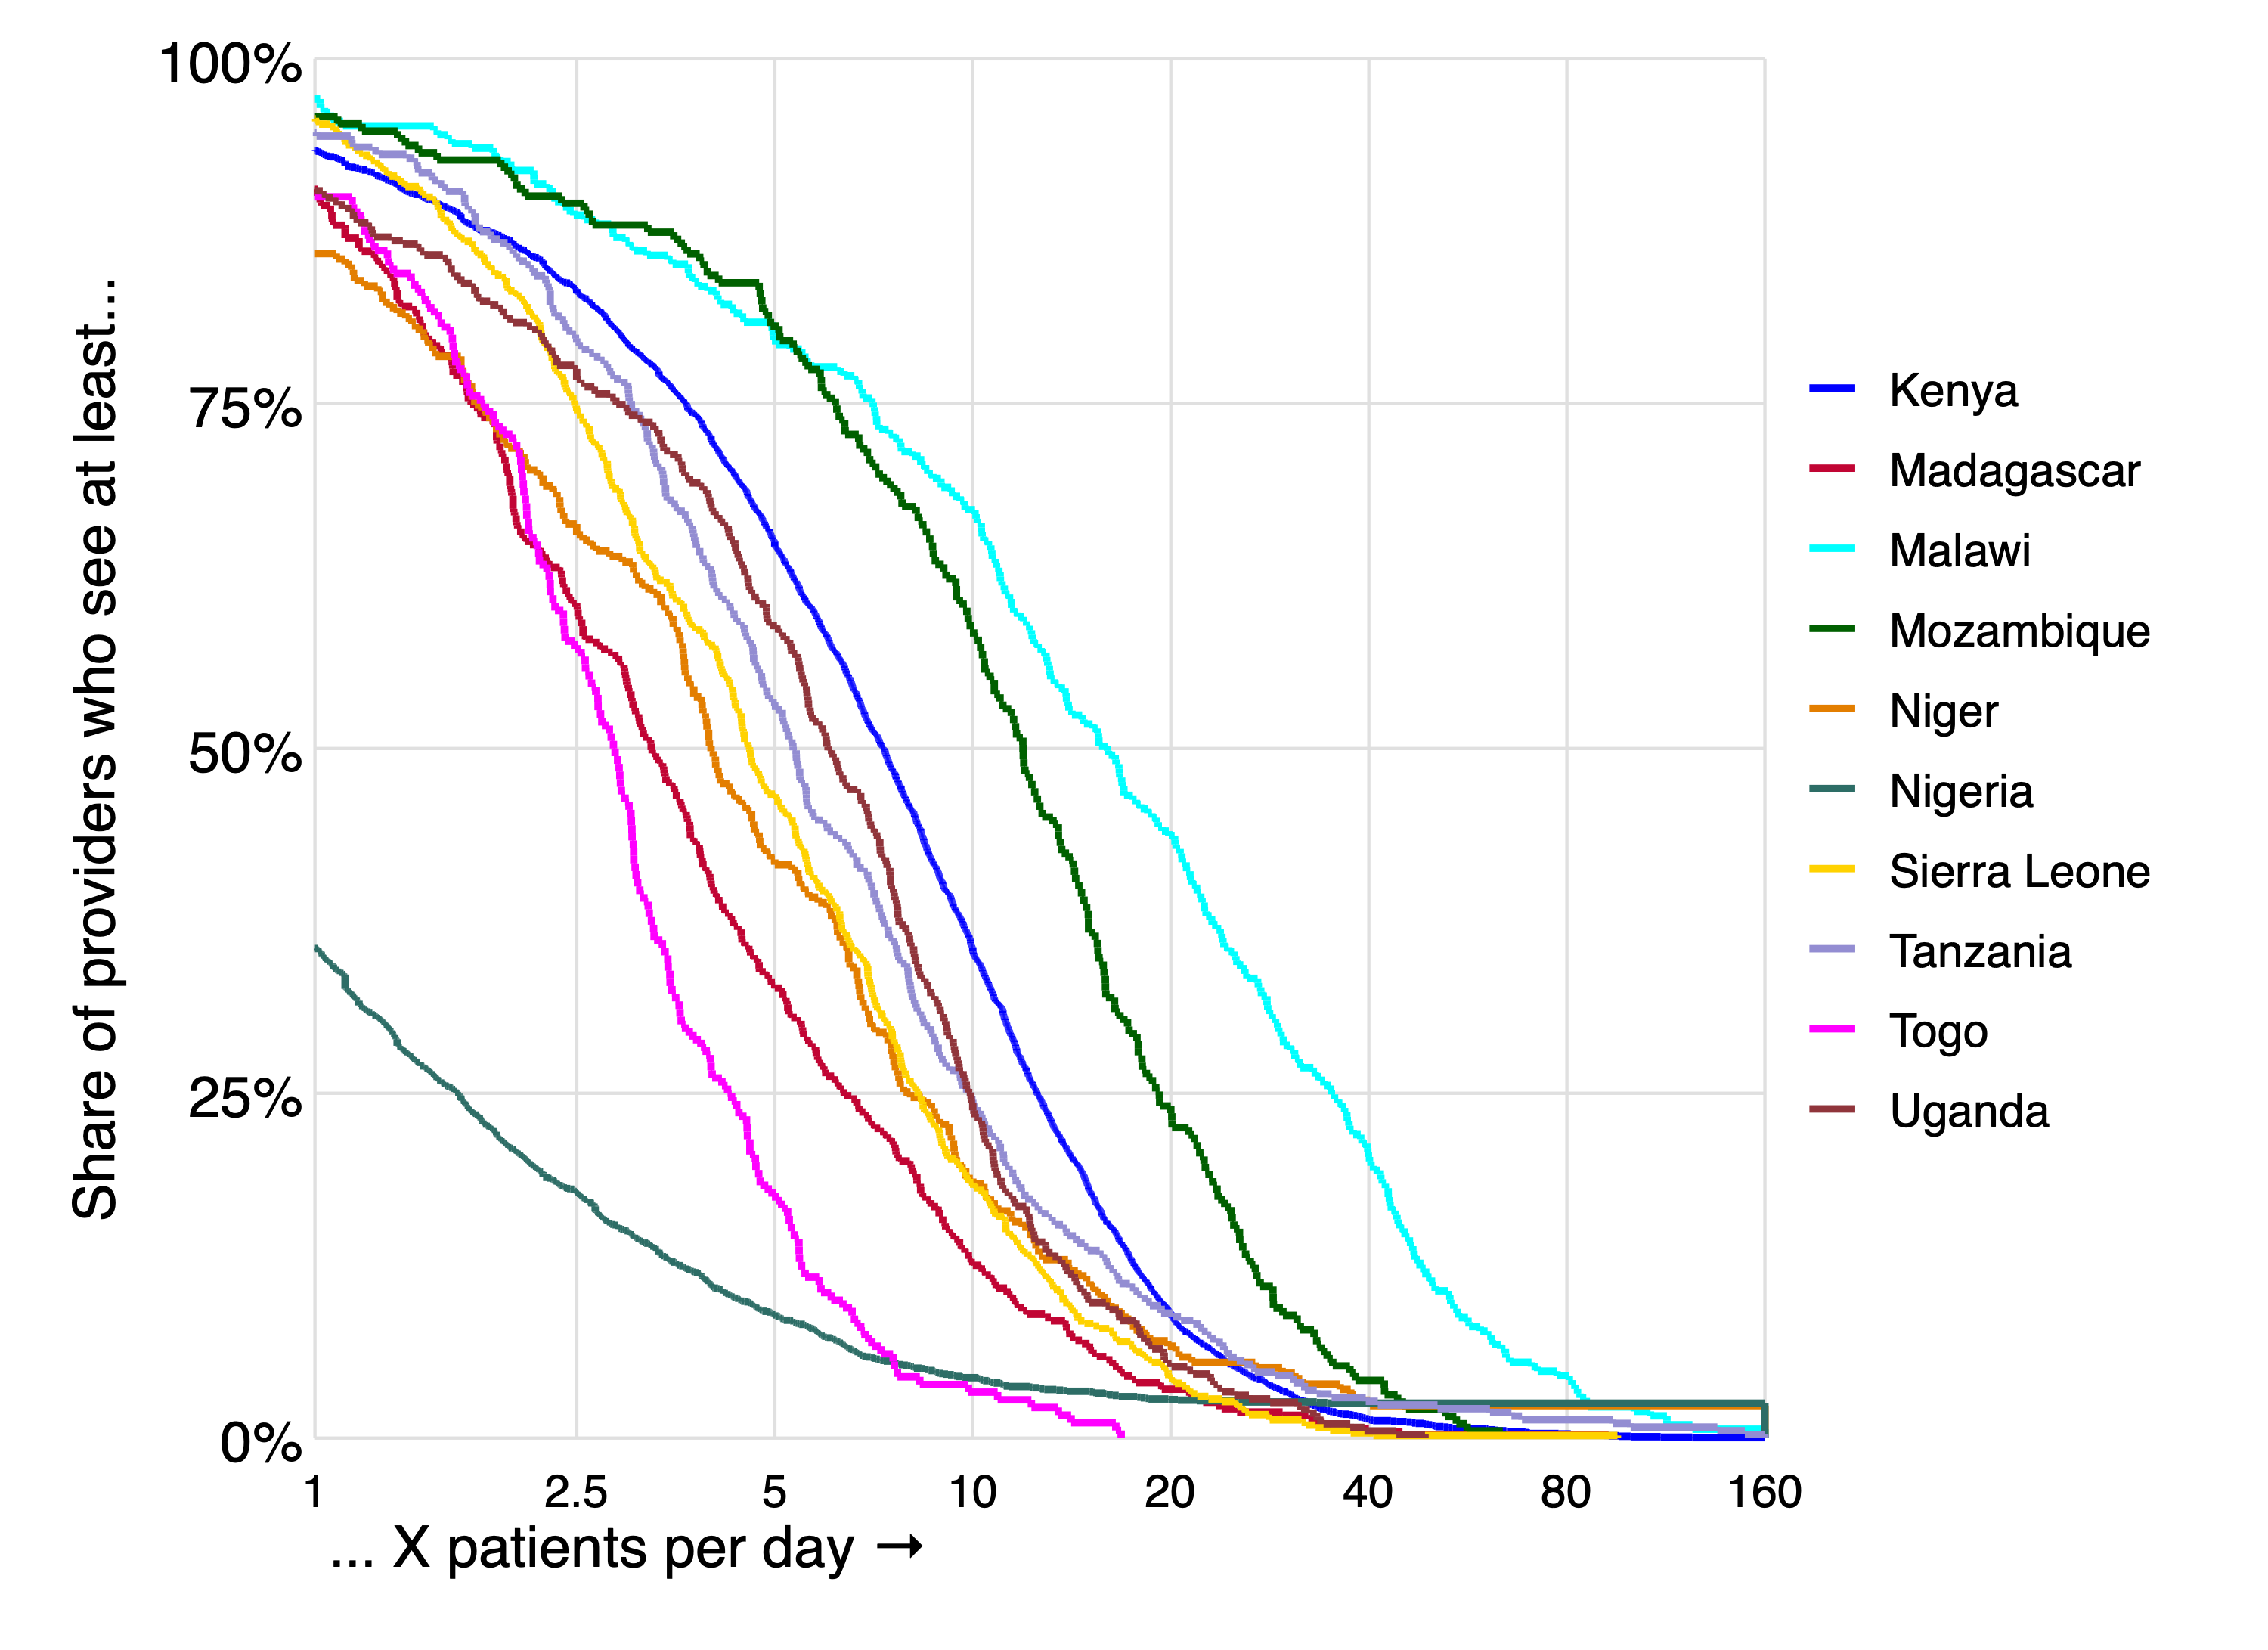 Share of providers who see at least...
100%
75%
50%
25%
0%
1 2.5 5 10 20 40 80 160
... X patients per day →
Kenya
Madagascar
Malawi
Mozambique
Niger
Nigeria
Sierra Leone
Tanzania
Togo
Uganda